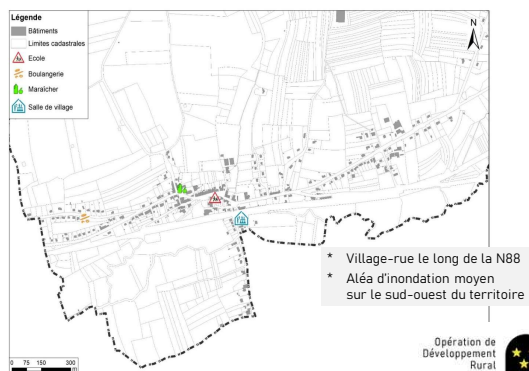 Légende
Bâtiments
Limites cadastrales
Ecole
Boulangerie
Maraîcher
Salle de village
N
* Village-rue le long de la N88
* Aléa d'inondation moyen
sur le sud-ouest du territoire
0 75 150 300
m
Opération de
Développement
Rural